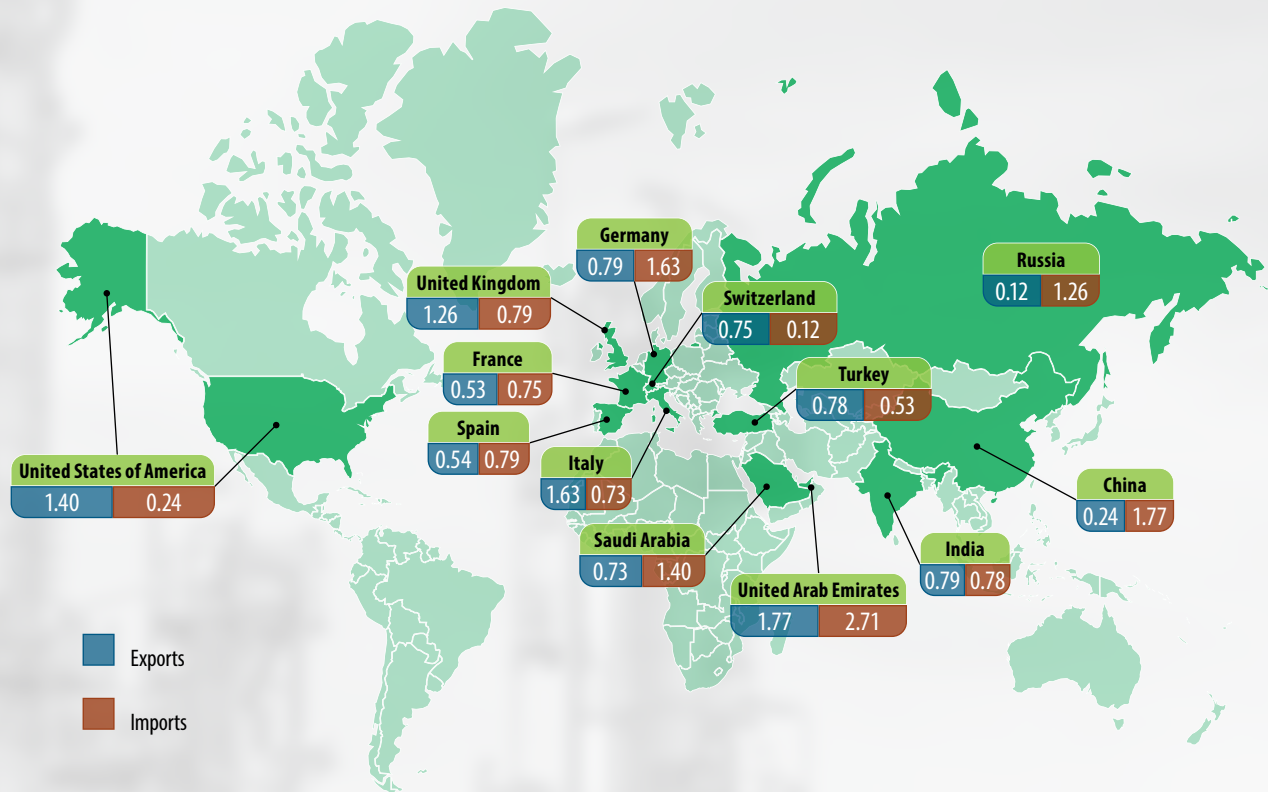 Germany
0.79 1.63
Russia
0.12 1.26
United Kingdom
1.26 0.79
Switzerland
0.75 0.12
France
0.53 0.75
Turkey
0.78 0.53
Spain
0.54 0.79
Italy
1.63 0.73
United States of America
1.40 0.24
China
0.24 1.77
Saudi Arabia
0.73 1.40
India
0.79 0.78
United Arab Emirates
1.77 2.71
Exports
Imports